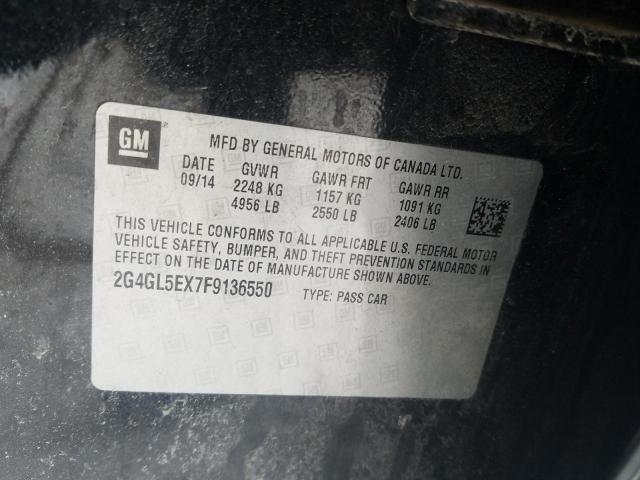 GM
MFD BY GENERAL MOTORS OF CANADA LTD.
DATE GVWR GAWR FRT GAWR RR
09/14 2248 KG 1157 KG 1091 KG
4956 LB 2550 LB 2406 LB
THIS VEHICLE CONFORMS TO ALL APPLICABLE U.S. FEDERAL MOTOR
VEHICLE SAFETY, BUMPER, AND THEFT PREVENTION STANDARDS IN
EFFECT ON THE DATE OF MANUFACTURE SHOWN ABOVE.
2G4GL5EX7F9136550 TYPE: PASS CAR